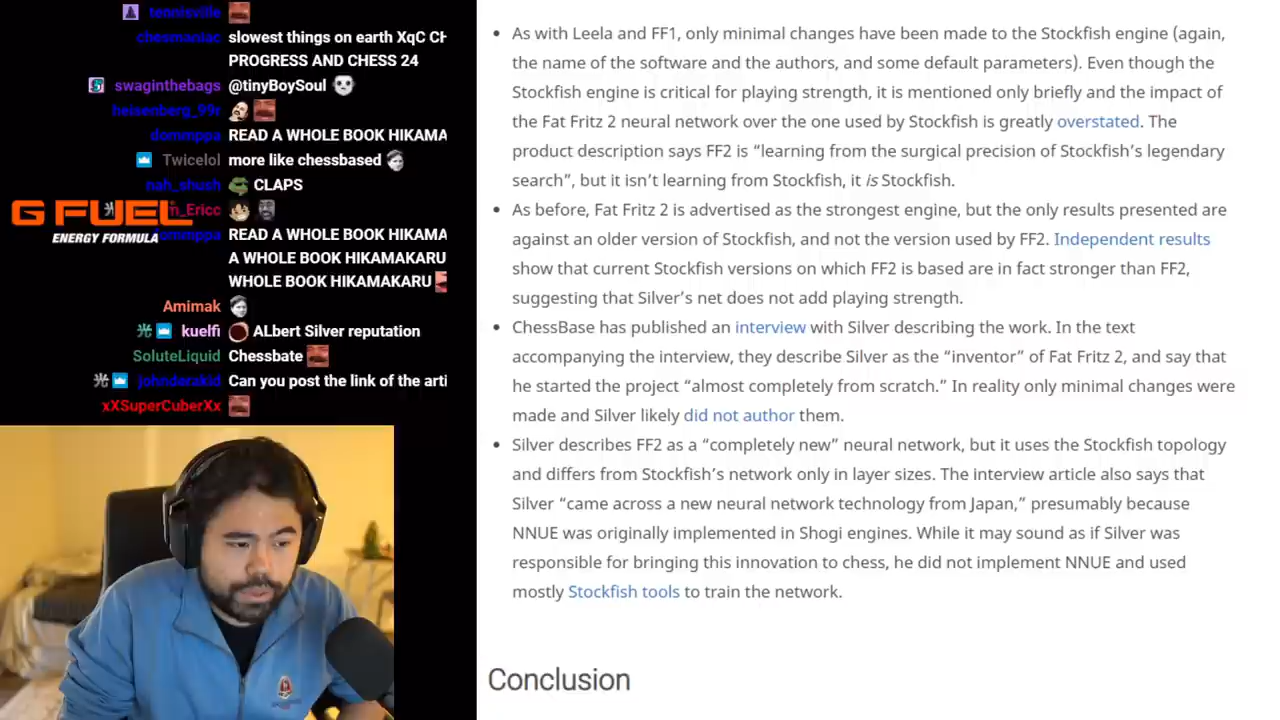 tennisv0le
chesmaniac slowest things on earth XqC CH
PROGRESS AND CHESS 24
swaginthebags @tinyBoySoul
heisenberg_99r
dommppa READ A WHOLE BOOK HIKAMA
Twicelol more like chessbased
nah_shush CLAPS
G FUEL
ENERGY FORMULA
n_Ericc
ommppa READ A WHOLE BOOK HIKAMA
A WHOLE BOOK HIKAMAKARU
WHOLE BOOK HIKAMAKARU
Amimak
光 kuelfi ALbert Silver reputation
SoluteLiquid Chessbate
光 johnderakid Can you post the link of the arti
xXSuperCuberXx
• As with Leela and FF1, only minimal changes have been made to the Stockfish engine (again,
the name of the software and the authors, and some default parameters). Even though the
Stockfish engine is critical for playing strength, it is mentioned only briefly and the impact of
the Fat Fritz 2 neural network over the one used by Stockfish is greatly overstated. The
product description says FF2 is “learning from the surgical precision of Stockfish’s legendary
search”, but it isn’t learning from Stockfish, it is Stockfish.
• As before, Fat Fritz 2 is advertised as the strongest engine, but the only results presented are
against an older version of Stockfish, and not the version used by FF2. Independent results
show that current Stockfish versions on which FF2 is based are in fact stronger than FF2,
suggesting that Silver’s net does not add playing strength.
• ChessBase has published an interview with Silver describing the work. In the text
accompanying the interview, they describe Silver as the “inventor” of Fat Fritz 2, and say that
he started the project “almost completely from scratch.” In reality only minimal changes were
made and Silver likely did not author them.
• Silver describes FF2 as a “completely new” neural network, but it uses the Stockfish topology
and differs from Stockfish’s network only in layer sizes. The interview article also says that
Silver “came across a new neural network technology from Japan,” presumably because
NNUE was originally implemented in Shogi engines. While it may sound as if Silver was
responsible for bringing this innovation to chess, he did not implement NNUE and used
mostly Stockfish tools to train the network.
Conclusion